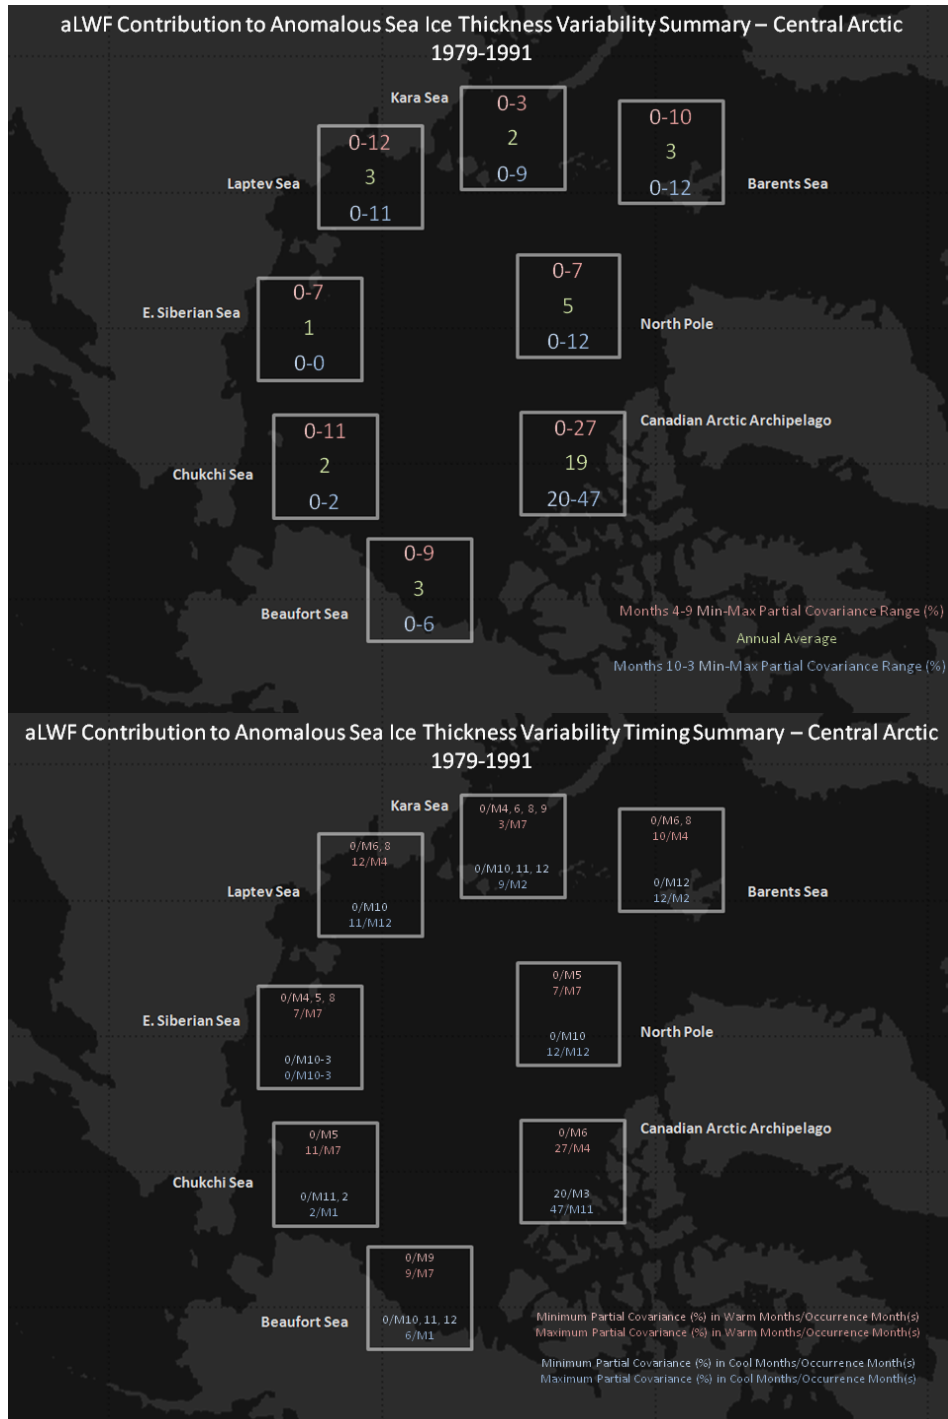 aLWF Contribution to Anomalous Sea Ice Thickness Variability Summary – Central Arctic
1979-1991
Kara Sea
0-3
2
0-9
0-10
3
0-12
Barents Sea
Laptev Sea
0-12
3
0-11
E. Siberian Sea
0-7
1
0-0
0-7
5
0-12
North Pole
Chukchi Sea
0-11
2
0-2
0-27
19
20-47
Canadian Arctic Archipelago
Beaufort Sea
0-9
3
0-6
Months 4-9 Min-Max Partial Covariance Range (%)
Annual Average
Months 10-3 Min-Max Partial Covariance Range (%)
aLWF Contribution to Anomalous Sea Ice Thickness Variability Timing Summary – Central Arctic
1979-1991
Kara Sea
0/M4, 6, 8, 9
3/M7
0/M10, 11, 12
9/M2
0/M6, 8
10/M4
0/M12
12/M2
Barents Sea
Laptev Sea
0/M6, 8
12/M4
0/M10
11/M12
E. Siberian Sea
0/M4, 5, 8
7/M7
0/M10-3
0/M10-3
0/M5
7/M7
0/M10
12/M12
North Pole
Chukchi Sea
0/M5
11/M7
0/M11, 2
2/M1
0/M6
27/M4
20/M3
47/M11
Canadian Arctic Archipelago
Beaufort Sea
0/M9
9/M7
0/M10, 11, 12
6/M1
Minimum Partial Covariance (%) in Warm Months/Occurrence Month(s)
Maximum Partial Covariance (%) in Warm Months/Occurrence Month(s)
Minimum Partial Covariance (%) in Cool Months/Occurrence Month(s)
Maximum Partial Covariance (%) in Cool Months/Occurrence Month(s)